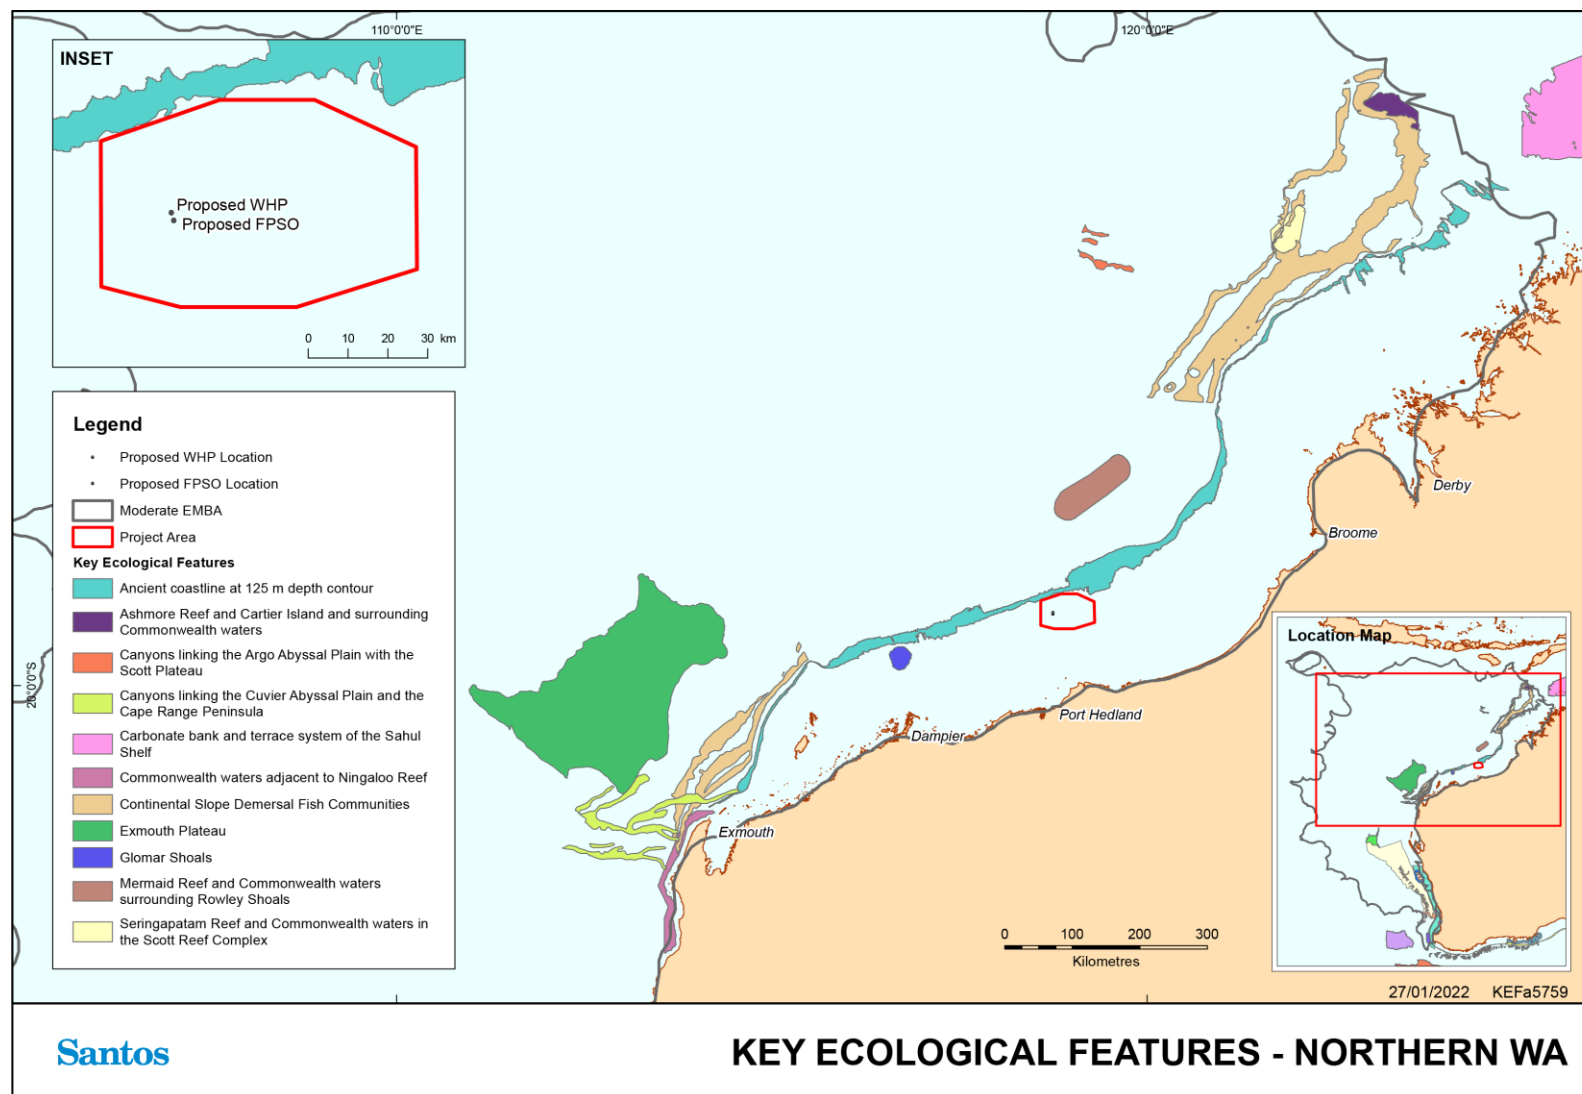 110°0'0"E
120°0'0"E
INSET
Proposed WHP
Proposed FPSO
0 10 20 30 km
Legend
Proposed WHP Location
Proposed FPSO Location
Moderate EMBA
Project Area
Key Ecological Features
Ancient coastline at 125 m depth contour
Ashmore Reef and Cartier Island and surrounding
Commonwealth waters
Canyons linking the Argo Abyssal Plain with the
Scott Plateau
Canyons linking the Cuvier Abyssal Plain and the
Cape Range Peninsula
Carbonate bank and terrace system of the Sahul
Shelf
Commonwealth waters adjacent to Ningaloo Reef
Continental Slope Demersal Fish Communities
Exmouth Plateau
Glomar Shoals
Mermaid Reef and Commonwealth waters
surrounding Rowley Shoals
Seringapatam Reef and Commonwealth waters in
the Scott Reef Complex
20°0'0"S
Derby
Broome
Port Hedland
Dampier
Exmouth
Location Map
0 100 200 300
Kilometres
27/01/2022 KEFa5759
Santos
KEY ECOLOGICAL FEATURES - NORTHERN WA